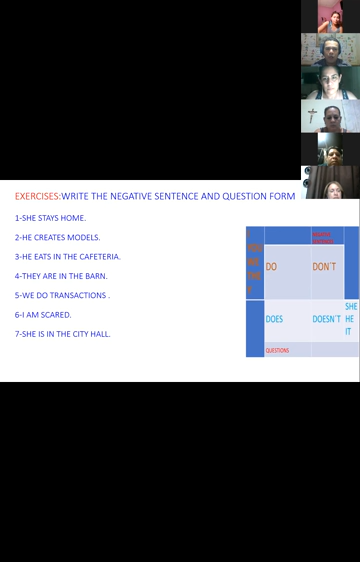 EXERCISES:WRITE THE NEGATIVE SENTENCE AND QUESTION FORM
1-SHE STAYS HOME.
2-HE CREATES MODELS.
3-HE EATS IN THE CAFETERIA.
4-THEY ARE IN THE BARN.
5-WE DO TRANSACTIONS .
6-I AM SCARED.
7-SHE IS IN THE CITY HALL.
DO
DON´T
DOES
DOESN´T
SHE
HE
IT
QUESTIONS